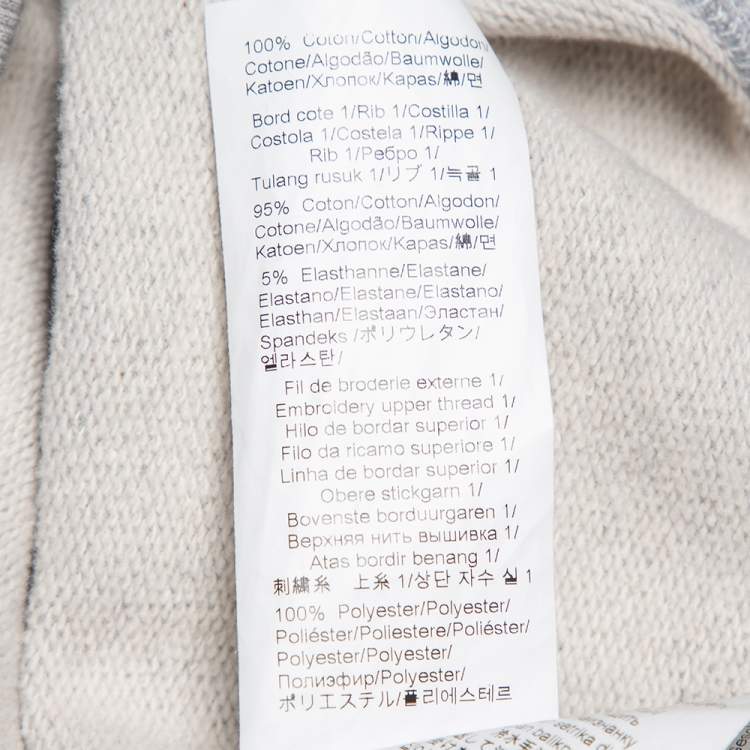 100% Coton/Cotton/Algodon/
Cotone/Algodão/Baumwolle/
Katoen/Хлопок/Kapas/綿/면
Bord cote 1/Rib 1/Costilla 1/
Costola 1/Costela 1/Rippe 1/
Rib 1/Ребро 1/
Tulang rusuk 1/リブ 1/늑골 1
95% Coton/Cotton/Algodon/
Cotone/Algodão/Baumwolle/
Katoen/Хлопок/Kapas/綿/면
5% Elasthanne/Elastane/
Elastano/Elastane/Elastano/
Elasthan/Elastaan/Эластан/
Spandeks /ポリウレタン/
엘라스탄/
Fil de broderie externe 1/
Embroidery upper thread 1/
Hilo de bordar superior 1/
Filo da ricamo superiore 1/
Linha de bordar superior 1/
Obere stickgarn 1/
Bovenste borduurgaren 1/
Верхняя нить вышивка 1/
Atas bordir benang 1/
刺繍糸 上糸 1/상단 자수 실 1
100% Polyester/Polyester/
Poliéster/Poliestere/Poliéster/
Polyester/Polyester/
Полиэфир/Polyester/
ポリエステル/폴리에스테르